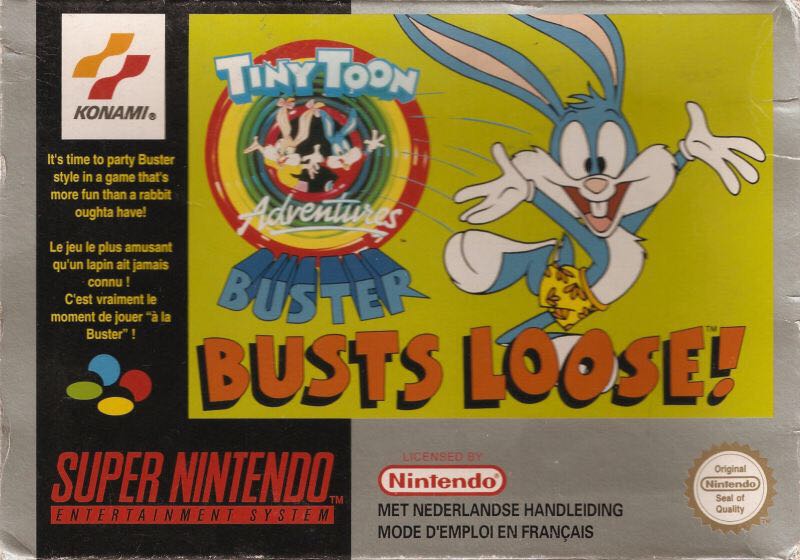 KONAMI®
It's time to party Buster
style in a game that's
more fun than a rabbit
oughta have!
Le jeu le plus amusant
qu'un lapin ait jamais
connu !
C'est vraiment le
moment de jouer "à la
Buster" !
TINY TOON
Adventures
BUSTER
BUSTS LOOSE!™
SUPER NINTENDO™
ENTERTAINMENT SYSTEM
LICENSED BY
Nintendo®
MET NEDERLANDSE HANDLEIDING
MODE D'EMPLOI EN FRANÇAIS
Original
Nintendo
Seal of
Quality
TM